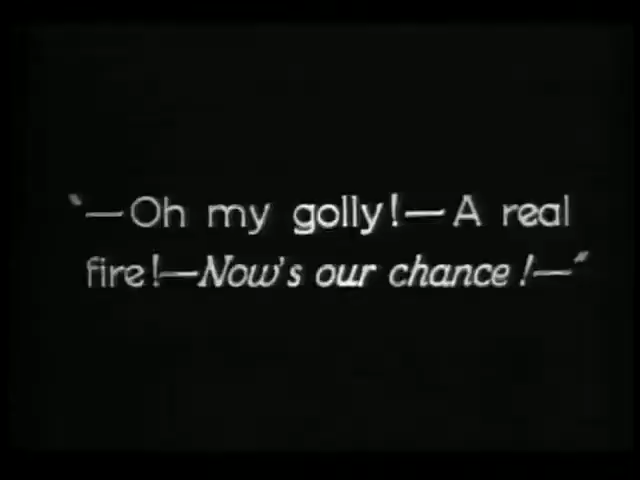 “—Oh my golly!—A real
fire!—Now's our chance!—”